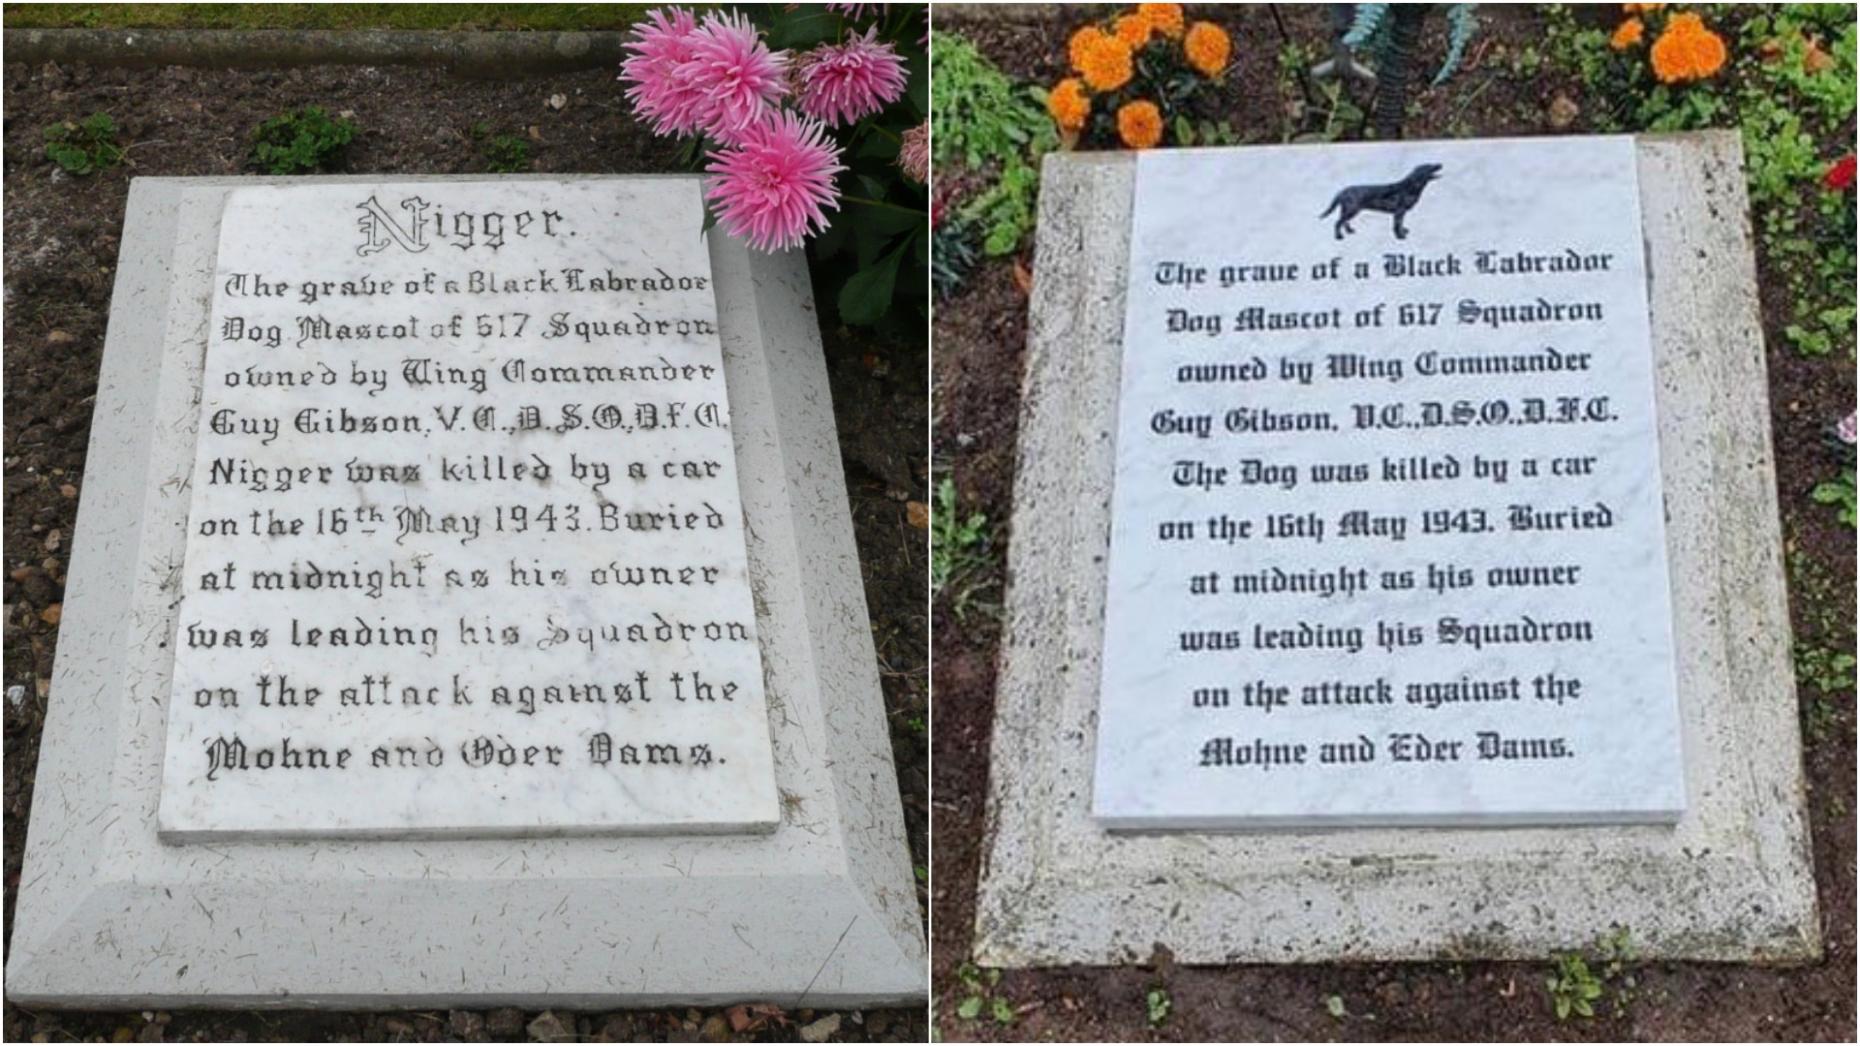 Nigger.
The grave of a Black Labrador
Dog Mascot of 617 Squadron
owned by Wing Commander
Guy Gibson, V.C.,D.S.O.,D.F.C.
Nigger was killed by a car
on the 16th May 1943. Buried
at midnight as his owner
was leading his Squadron
on the attack against the
Mohne and Eder Dams.
The grave of a Black Labrador
Dog Mascot of 617 Squadron
owned by Wing Commander
Guy Gibson, V.C.,D.S.O.,D.F.C.
The Dog was killed by a car
on the 16th May 1943. Buried
at midnight as his owner
was leading his Squadron
on the attack against the
Mohne and Eder Dams.